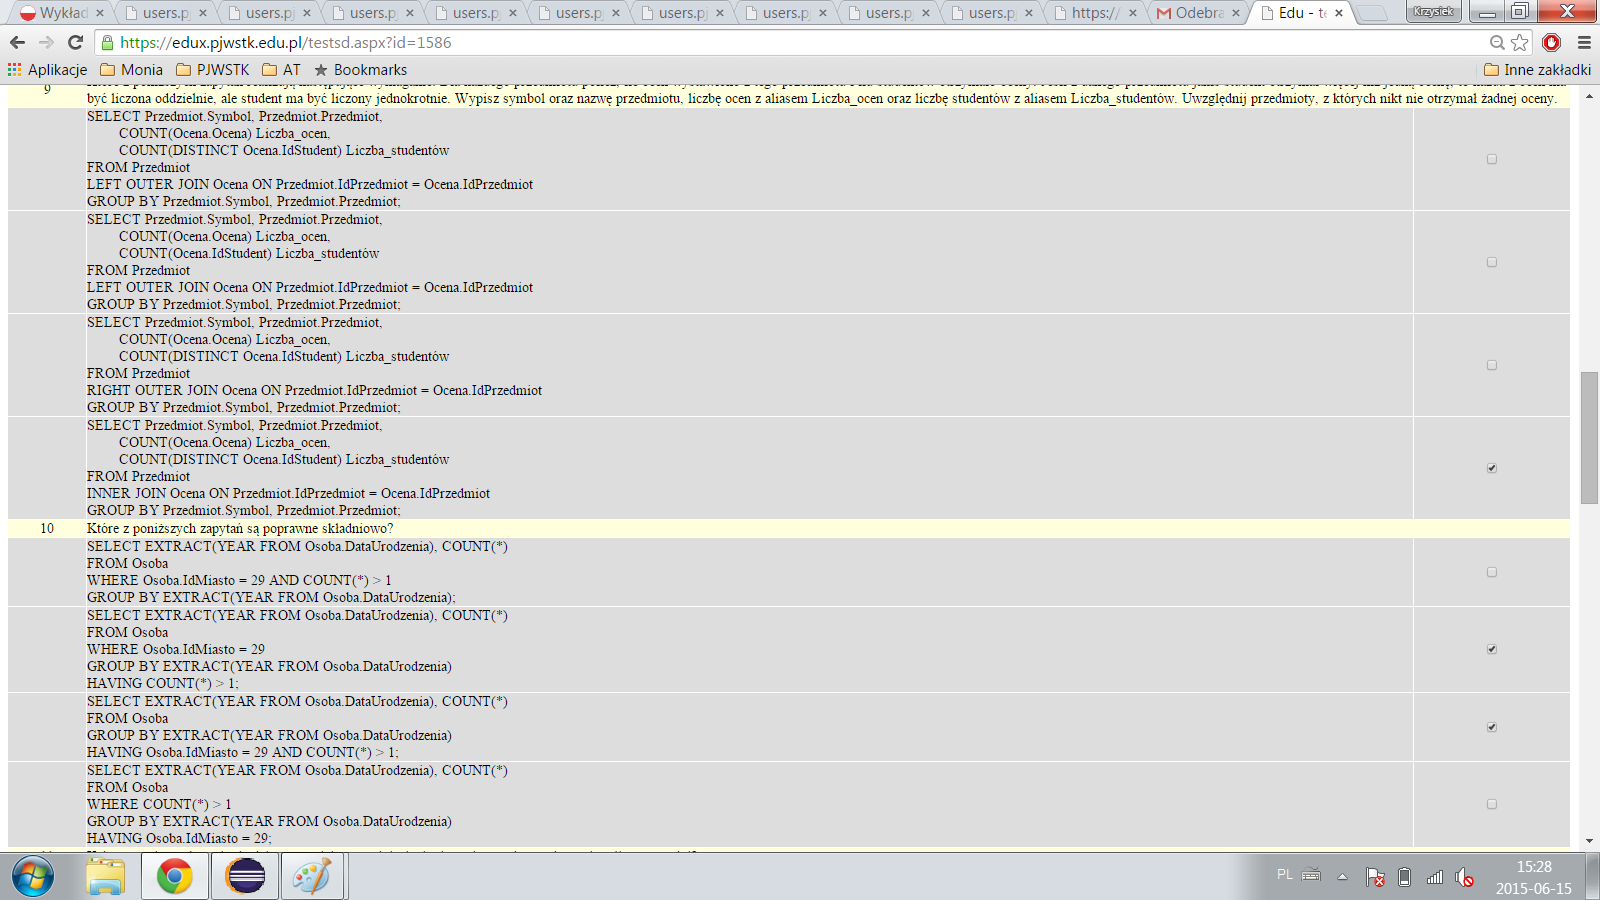 Wykład
users.pj
users.pj
users.pj
users.pj
users.pj
users.pj
users.pj
users.pj
users.pj
https://
Odebra
Edu - te
Krzysiek
https://edux.pjwstk.edu.pl/testsd.aspx?id=1586
Aplikacje
Monia
PJWSTK
AT
Bookmarks
Inne zakładki
9
być liczona oddzielnie, ale student ma być liczony jednokrotnie. Wypisz symbol oraz nazwę przedmiotu, liczbę ocen z aliasem Liczba_ocen oraz liczbę studentów z aliasem Liczba_studentów. Uwzględnij przedmioty, z których nikt nie otrzymał żadnej oceny.
SELECT Przedmiot.Symbol, Przedmiot.Przedmiot,
COUNT(Ocena.Ocena) Liczba_ocen,
COUNT(DISTINCT Ocena.IdStudent) Liczba_studentów
FROM Przedmiot
LEFT OUTER JOIN Ocena ON Przedmiot.IdPrzedmiot = Ocena.IdPrzedmiot
GROUP BY Przedmiot.Symbol, Przedmiot.Przedmiot;
SELECT Przedmiot.Symbol, Przedmiot.Przedmiot,
COUNT(Ocena.Ocena) Liczba_ocen,
COUNT(Ocena.IdStudent) Liczba_studentów
FROM Przedmiot
LEFT OUTER JOIN Ocena ON Przedmiot.IdPrzedmiot = Ocena.IdPrzedmiot
GROUP BY Przedmiot.Symbol, Przedmiot.Przedmiot;
SELECT Przedmiot.Symbol, Przedmiot.Przedmiot,
COUNT(Ocena.Ocena) Liczba_ocen,
COUNT(DISTINCT Ocena.IdStudent) Liczba_studentów
FROM Przedmiot
RIGHT OUTER JOIN Ocena ON Przedmiot.IdPrzedmiot = Ocena.IdPrzedmiot
GROUP BY Przedmiot.Symbol, Przedmiot.Przedmiot;
SELECT Przedmiot.Symbol, Przedmiot.Przedmiot,
COUNT(Ocena.Ocena) Liczba_ocen,
COUNT(DISTINCT Ocena.IdStudent) Liczba_studentów
FROM Przedmiot
INNER JOIN Ocena ON Przedmiot.IdPrzedmiot = Ocena.IdPrzedmiot
GROUP BY Przedmiot.Symbol, Przedmiot.Przedmiot;
10 Które z poniższych zapytań są poprawne składniowo?
SELECT EXTRACT(YEAR FROM Osoba.DataUrodzenia), COUNT(*)
FROM Osoba
WHERE Osoba.IdMiasto = 29 AND COUNT(*) > 1
GROUP BY EXTRACT(YEAR FROM Osoba.DataUrodzenia);
SELECT EXTRACT(YEAR FROM Osoba.DataUrodzenia), COUNT(*)
FROM Osoba
WHERE Osoba.IdMiasto = 29
GROUP BY EXTRACT(YEAR FROM Osoba.DataUrodzenia)
HAVING COUNT(*) > 1;
SELECT EXTRACT(YEAR FROM Osoba.DataUrodzenia), COUNT(*)
FROM Osoba
GROUP BY EXTRACT(YEAR FROM Osoba.DataUrodzenia)
HAVING Osoba.IdMiasto = 29 AND COUNT(*) > 1;
SELECT EXTRACT(YEAR FROM Osoba.DataUrodzenia), COUNT(*)
FROM Osoba
WHERE COUNT(*) > 1
GROUP BY EXTRACT(YEAR FROM Osoba.DataUrodzenia)
HAVING Osoba.IdMiasto = 29;
PL
15:28
2015-06-15